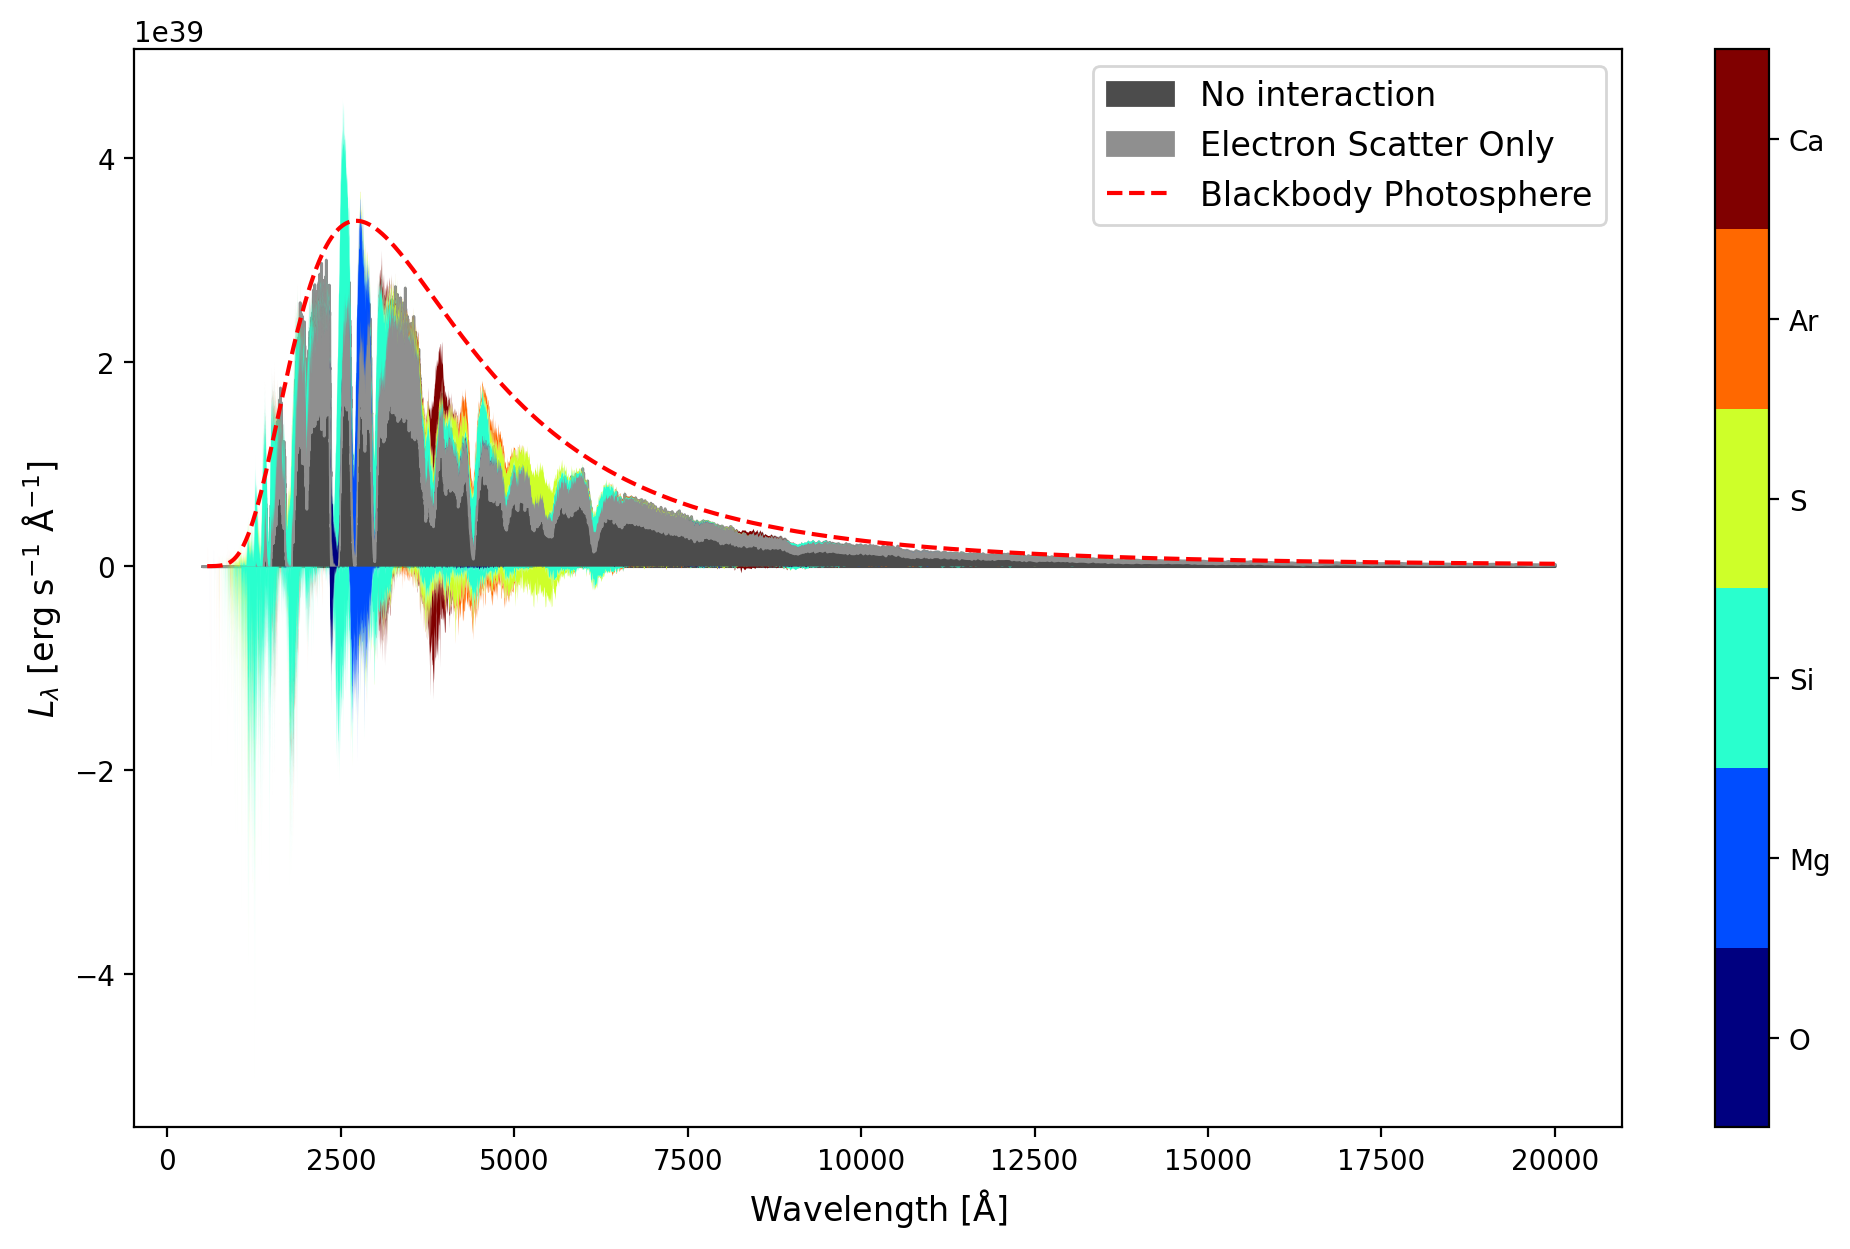 1e39
No interaction
Electron Scatter Only
Blackbody Photosphere
4
2
0
−2
−4
L_λ [erg s⁻¹ Å⁻¹]
0 2500 5000 7500 10000 12500 15000 17500 20000
Wavelength [Å]
Ca
Ar
S
Si
Mg
O